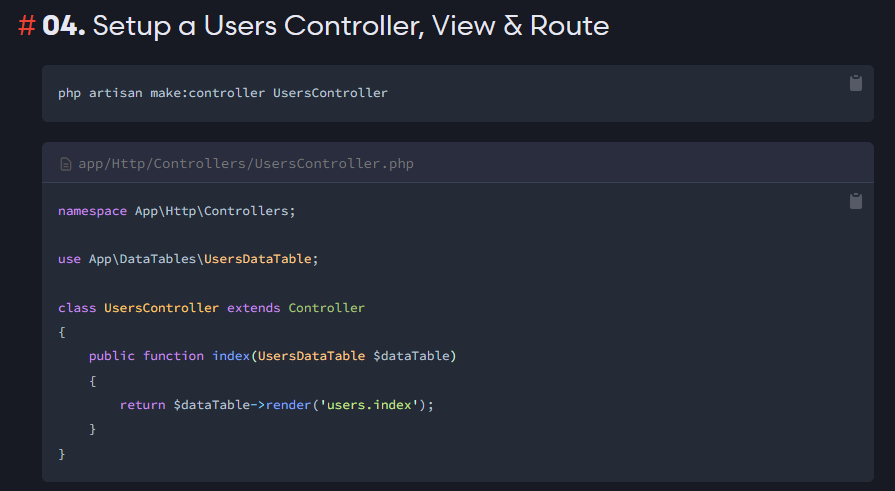 # 04. Setup a Users Controller, View & Route
php artisan make:controller UsersController
app/Http/Controllers/UsersController.php
namespace App\Http\Controllers;
use App\DataTables\UsersDataTable;
class UsersController extends Controller
{
    public function index(UsersDataTable $dataTable)
    {
        return $dataTable->render('users.index');
    }
}